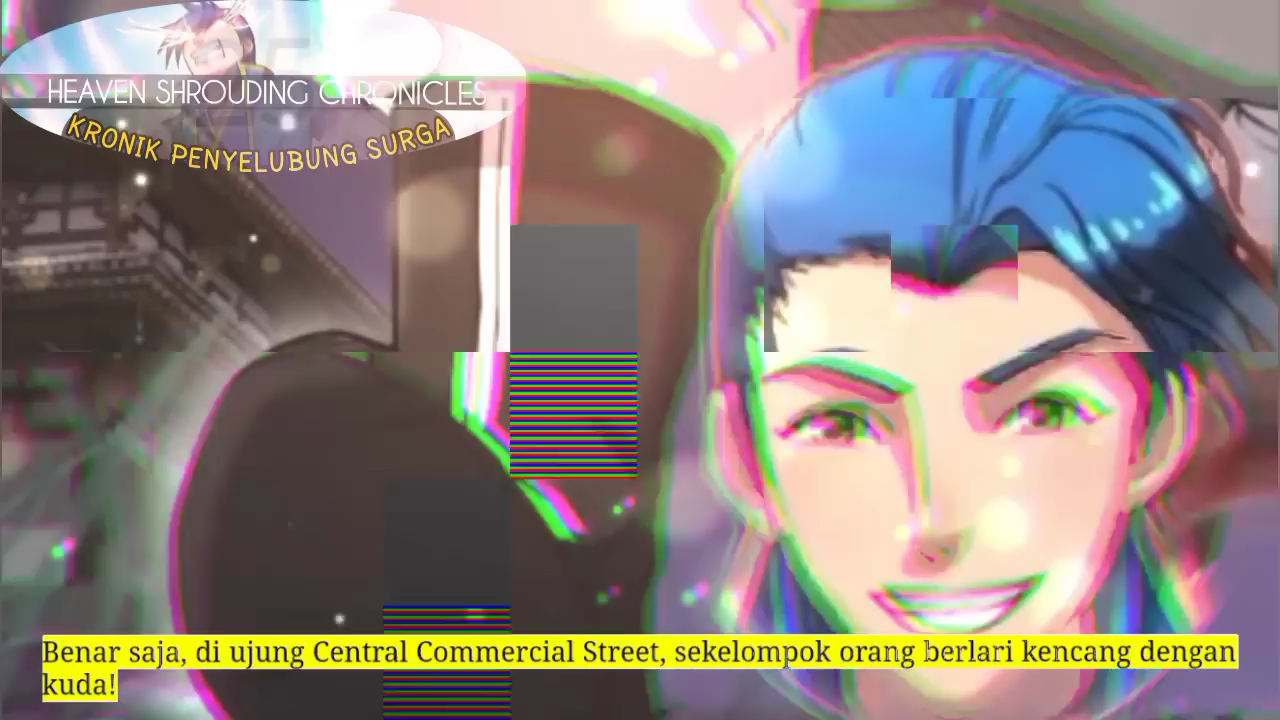 HEAVEN SHROUDING CHRONICLES
KRONIK PENYELUBUNG SURGA
Benar saja, di ujung Central Commercial Street, sekelompok orang berlari kencang dengan
kuda!